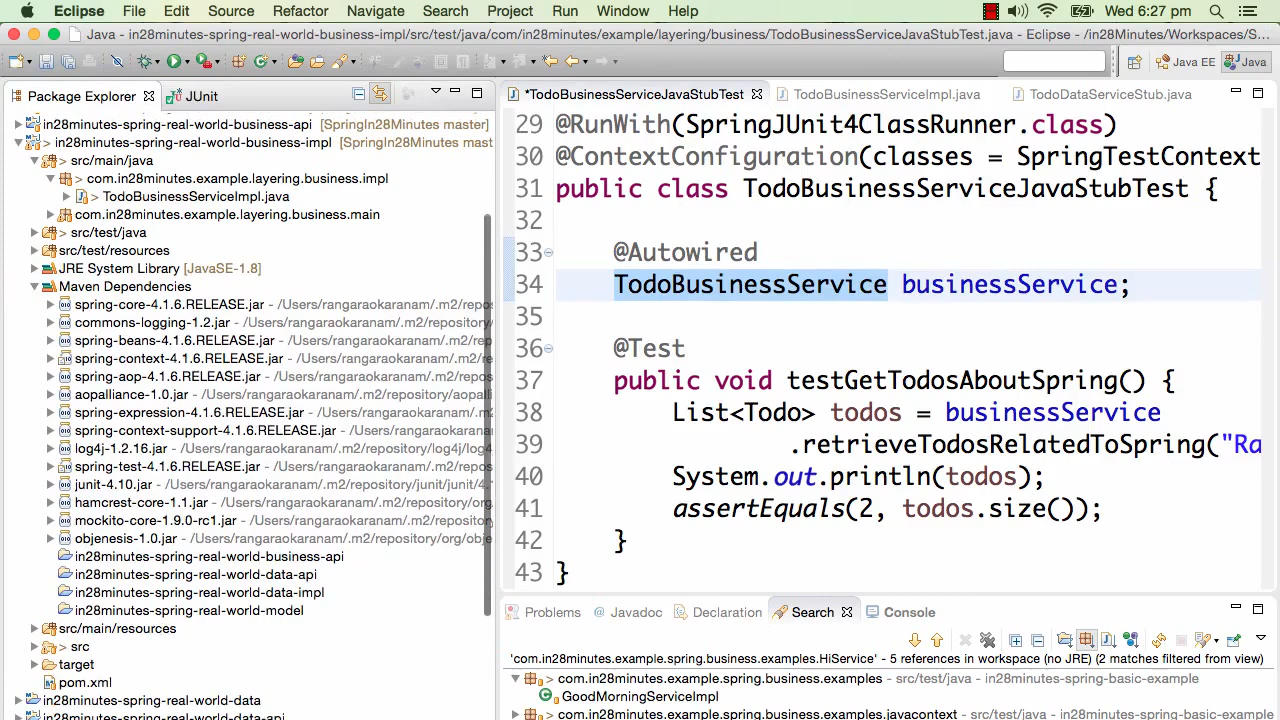 Eclipse File Edit Source Refactor Navigate Search Project Run Window Help Wed 6:27 pm
Java – in28minutes-spring-real-world-business-impl/src/test/java/com/in28minutes/example/layering/business/TodoBusinessServiceJavaStubTest.java – Eclipse – /in28Minutes/Workspaces/S...
Java EE Java
Package Explorer JUnit
in28minutes-spring-real-world-business-api [SpringIn28Minutes master]
> in28minutes-spring-real-world-business-impl [SpringIn28Minutes mast
> src/main/java
> com.in28minutes.example.layering.business.impl
> TodoBusinessServiceImpl.java
com.in28minutes.example.layering.business.main
> src/test/java
src/test/resources
JRE System Library [JavaSE-1.8]
Maven Dependencies
spring-core-4.1.6.RELEASE.jar - /Users/rangaraokaranam/.m2/repos
commons-logging-1.2.jar - /Users/rangaraokaranam/.m2/repository/
spring-beans-4.1.6.RELEASE.jar - /Users/rangaraokaranam/.m2/repo
spring-context-4.1.6.RELEASE.jar - /Users/rangaraokaranam/.m2/re
spring-aop-4.1.6.RELEASE.jar - /Users/rangaraokaranam/.m2/reposi
aopalliance-1.0.jar - /Users/rangaraokaranam/.m2/repository/aopall
spring-expression-4.1.6.RELEASE.jar - /Users/rangaraokaranam/.m2
spring-context-support-4.1.6.RELEASE.jar - /Users/rangaraokaranam
log4j-1.2.16.jar - /Users/rangaraokaranam/.m2/repository/log4j/log4
spring-test-4.1.6.RELEASE.jar - /Users/rangaraokaranam/.m2/repos
junit-4.10.jar - /Users/rangaraokaranam/.m2/repository/junit/junit/4.
hamcrest-core-1.1.jar - /Users/rangaraokaranam/.m2/repository/org
mockito-core-1.9.0-rc1.jar - /Users/rangaraokaranam/.m2/repositor
objenesis-1.0.jar - /Users/rangaraokaranam/.m2/repository/org/obje
in28minutes-spring-real-world-business-api
in28minutes-spring-real-world-data-api
in28minutes-spring-real-world-data-impl
in28minutes-spring-real-world-model
src/main/resources
> src
target
pom.xml
in28minutes-spring-real-world-data
in28minutes-spring-real-world-data-api
*TodoBusinessServiceJavaStubTest TodoBusinessServiceImpl.java TodoDataServiceStub.java
29 @RunWith(SpringJUnit4ClassRunner.class)
30 @ContextConfiguration(classes = SpringTestContext
31 public class TodoBusinessServiceJavaStubTest {
32
33 @Autowired
34 TodoBusinessService businessService;
35
36 @Test
37 public void testGetTodosAboutSpring() {
38 List<Todo> todos = businessService
39 .retrieveTodosRelatedToSpring("Ra
40 System.out.println(todos);
41 assertEquals(2, todos.size());
42 }
43 }
Problems @ Javadoc Declaration Search Console
'com.in28minutes.example.spring.business.examples.HiService' - 5 references in workspace (no JRE) (2 matches filtered from view)
> com.in28minutes.example.spring.business.examples - src/test/java - in28minutes-spring-basic-example
GoodMorningServiceImpl
> com.in28minutes.example.spring.business.examples.javacontext - src/test/java - in28minutes-spring-basic-example